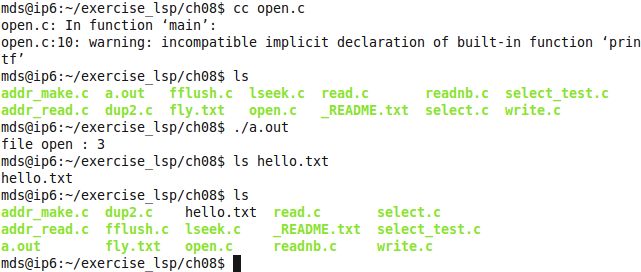 mds@ip6:~/exercise_lsp/ch08$ cc open.c
open.c: In function ‘main’:
open.c:10: warning: incompatible implicit declaration of built-in function ‘prin
tf’
mds@ip6:~/exercise_lsp/ch08$ ls
addr_make.c  a.out  fflush.c  lseek.c  read.c       readnb.c  select_test.c
addr_read.c  dup2.c  fly.txt  open.c  _README.txt  select.c  write.c
mds@ip6:~/exercise_lsp/ch08$ ./a.out
file open : 3
mds@ip6:~/exercise_lsp/ch08$ ls hello.txt
hello.txt
mds@ip6:~/exercise_lsp/ch08$ ls
addr_make.c  dup2.c    hello.txt  read.c       select.c
addr_read.c  fflush.c  lseek.c    _README.txt  select_test.c
a.out        fly.txt   open.c     readnb.c     write.c
mds@ip6:~/exercise_lsp/ch08$